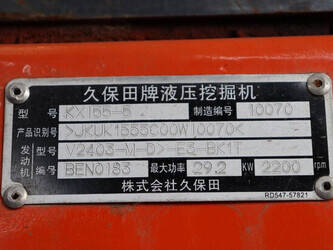 久保田牌液压挖掘机
型 号 KX155-5 制造编号 10070
产品识别号 >JKUK1555C00W10070<
发动机 型号 V2403-M-D>-E3-BK1T
编号 BEN0183 最大功率 29.2 KW 2200 rpm
株式会社久保田
RD547-57821